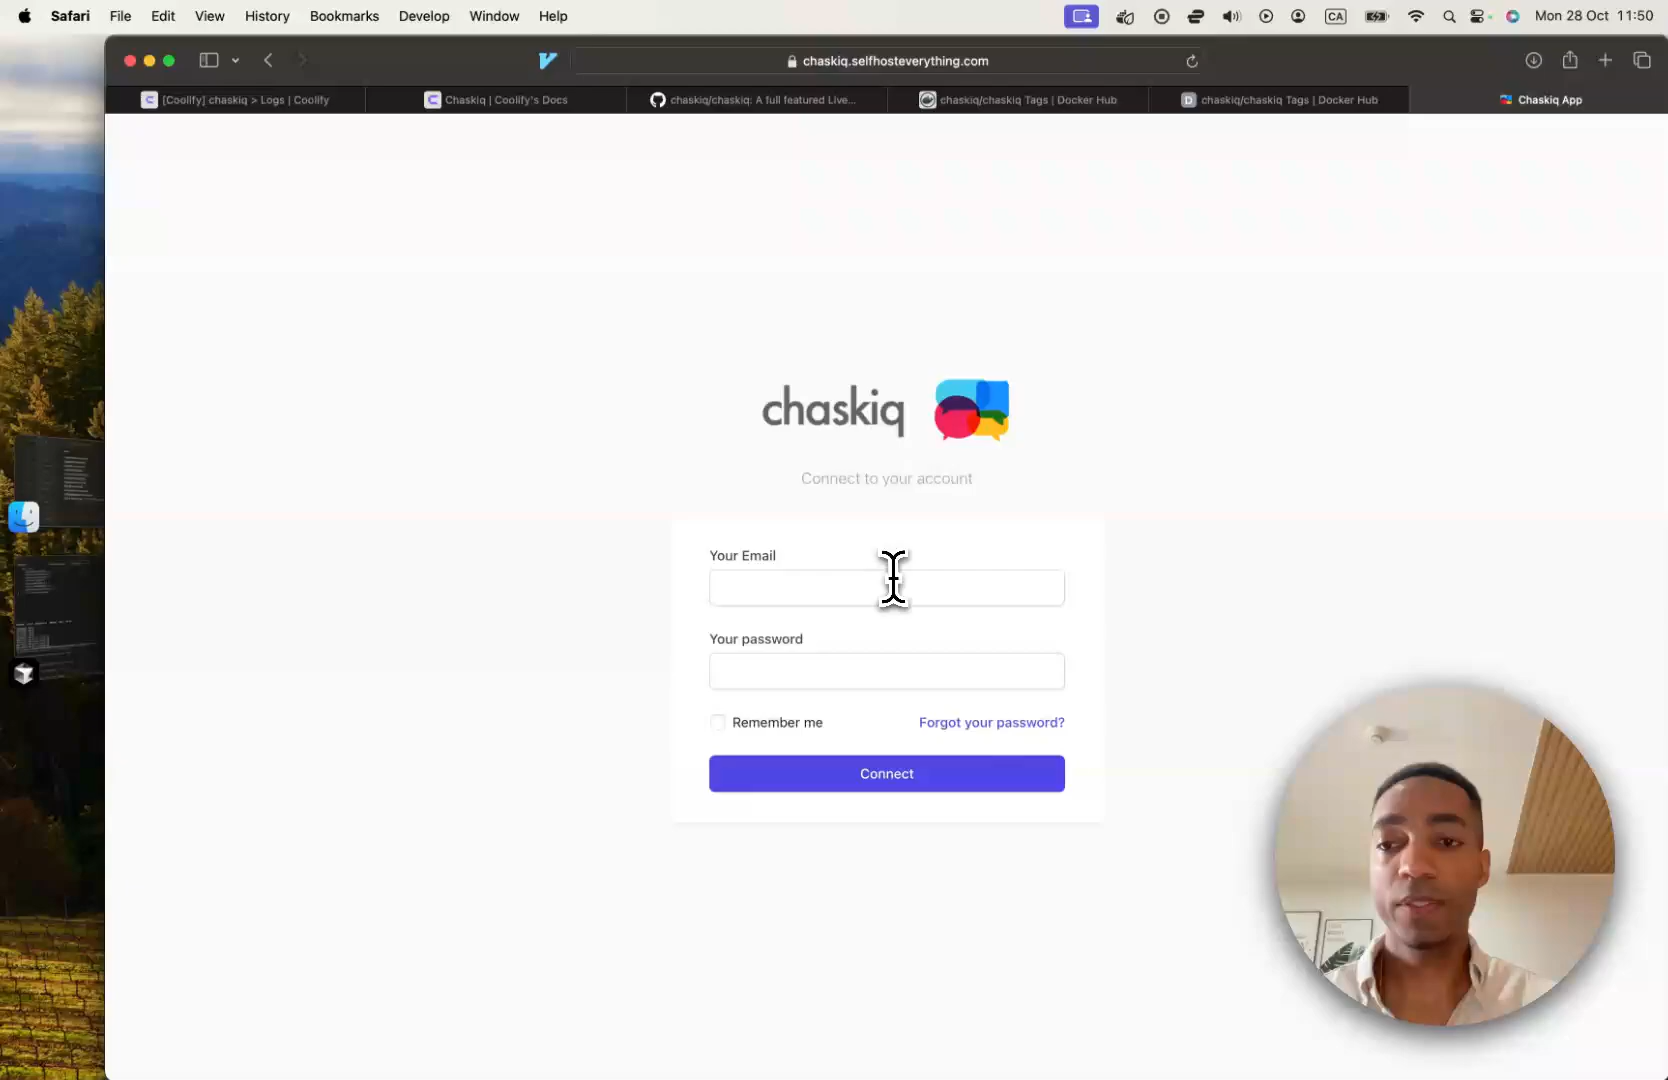 Safari File Edit View History Bookmarks Develop Window Help CA Mon 28 Oct 11:50
chaskiq.selfhosteverything.com
[Coolify] chaskiq > Logs | Coolify
Chaskiq | Coolify's Docs
chaskiq/chaskiq: A full featured Live...
chaskiq/chaskiq Tags | Docker Hub
D chaskiq/chaskiq Tags | Docker Hub
Chaskiq App
chaskiq
Connect to your account
Your Email
Your password
Remember me Forgot your password?
Connect